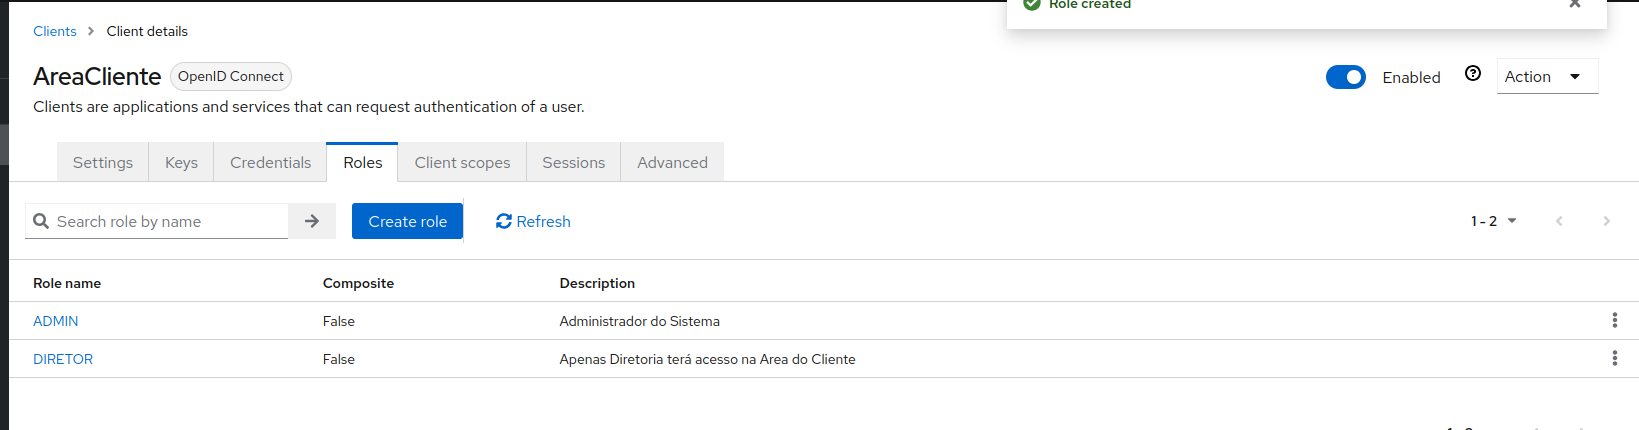 Role created
Clients > Client details
AreaCliente OpenID Connect
Enabled Action
Clients are applications and services that can request authentication of a user.
Settings Keys Credentials Roles Client scopes Sessions Advanced
Search role by name Create role Refresh 1 - 2
Role name Composite Description
ADMIN False Administrador do Sistema
DIRETOR False Apenas Diretoria terá acesso na Area do Cliente